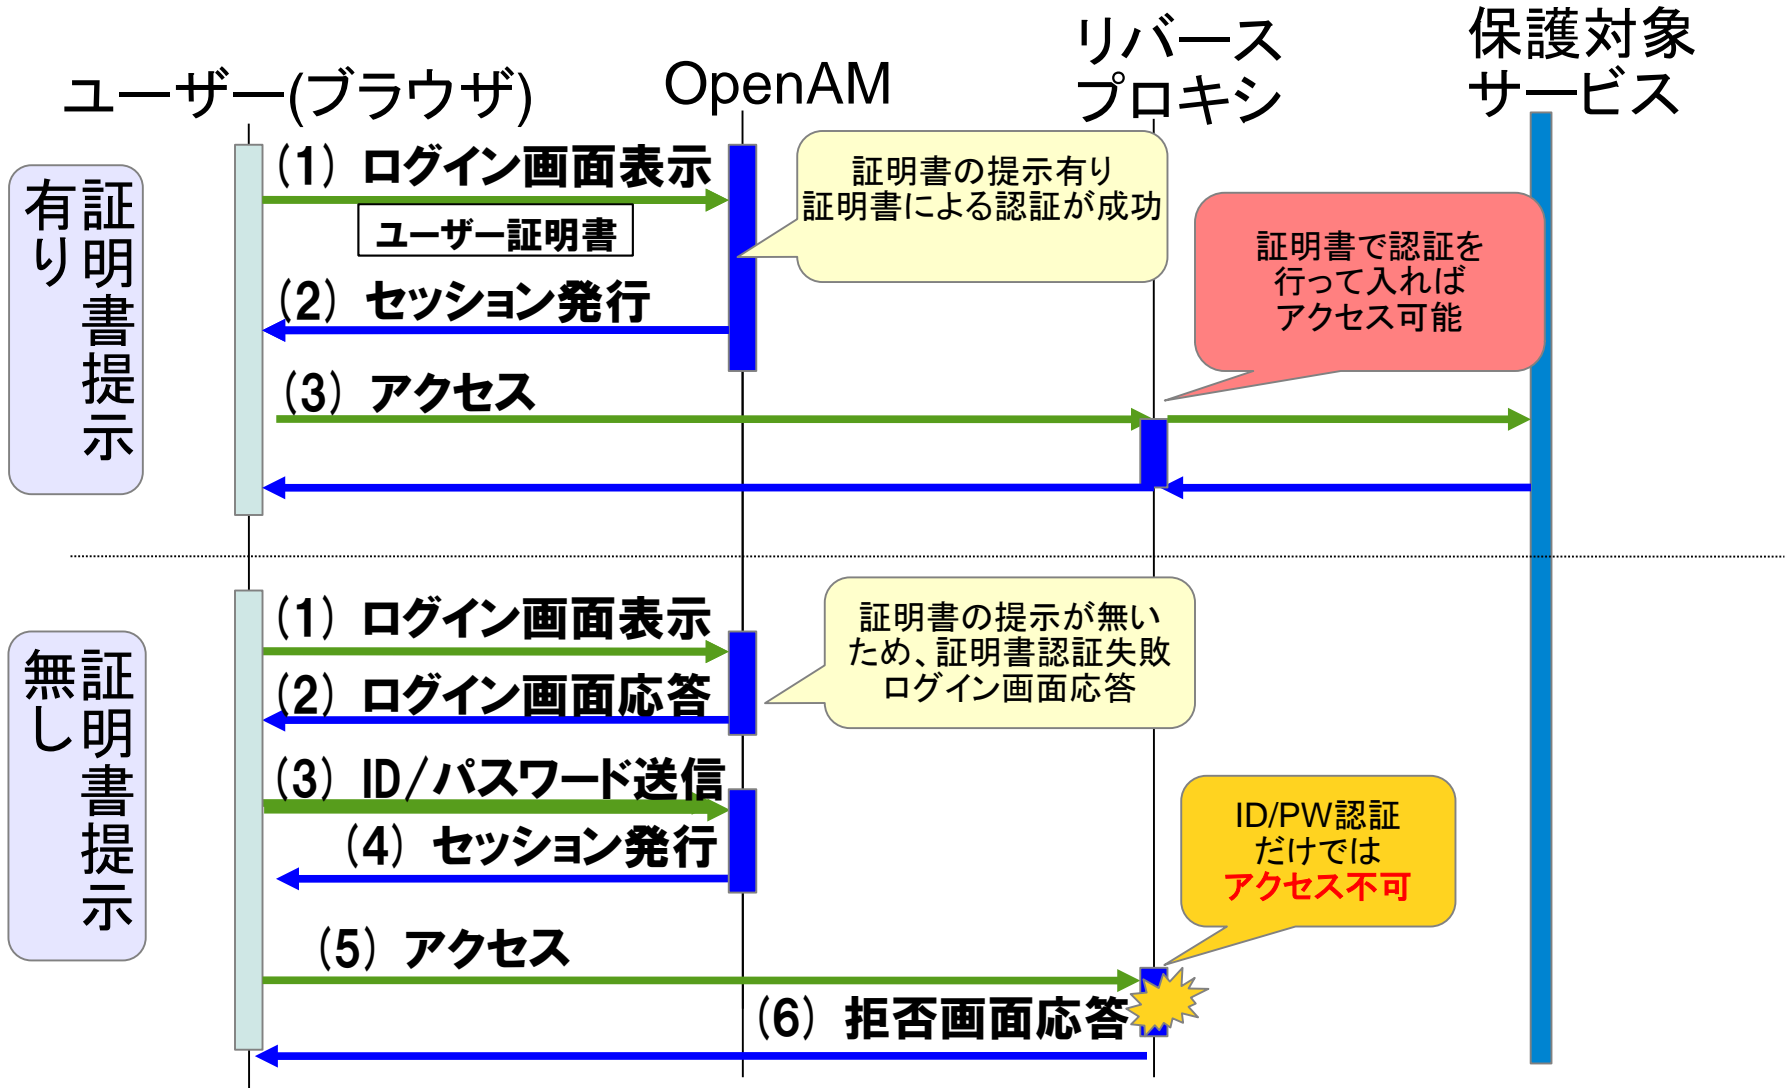 ユーザー(ブラウザ)
OpenAM
リバース
プロキシ
保護対象
サービス
証明書提示
有り
(1) ログイン画面表示
ユーザー証明書
証明書の提示有り
証明書による認証が成功
(2) セッション発行
証明書で認証を
行って入れば
アクセス可能
(3) アクセス
証明書提示
無し
(1) ログイン画面表示
証明書の提示が無い
ため、証明書認証失敗
ログイン画面応答
(2) ログイン画面応答
(3) ID/パスワード送信
(4) セッション発行
ID/PW認証
だけでは
アクセス不可
(5) アクセス
(6) 拒否画面応答